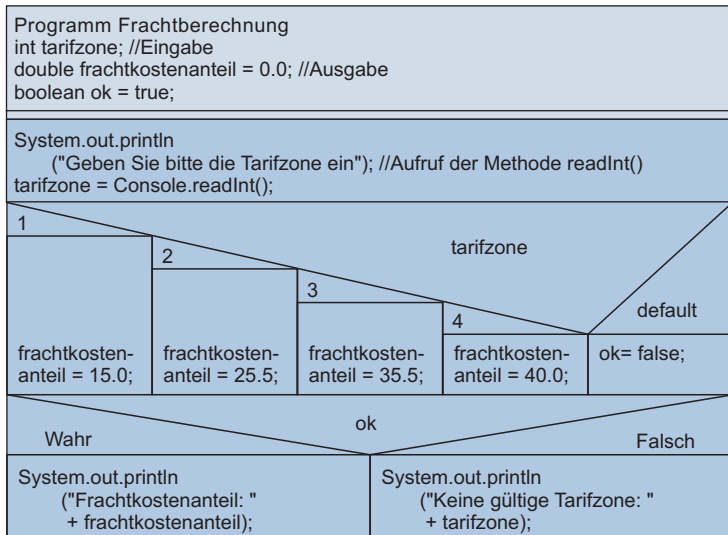 Programm Frachtberechnung
int tarifzone; //Eingabe
double frachtkostenanteil = 0.0; //Ausgabe
boolean ok = true;
System.out.println
("Geben Sie bitte die Tarifzone ein"); //Aufruf der Methode readInt()
tarifzone = Console.readInt();
tarifzone
1
2
3
4
default
frachtkosten-
anteil = 15.0;
frachtkosten-
anteil = 25.5;
frachtkosten-
anteil = 35.5;
frachtkosten-
anteil = 40.0;
ok= false;
ok
Wahr
Falsch
System.out.println
("Frachtkostenanteil: "
+ frachtkostenanteil);
System.out.println
("Keine gültige Tarifzone: "
+ tarifzone);